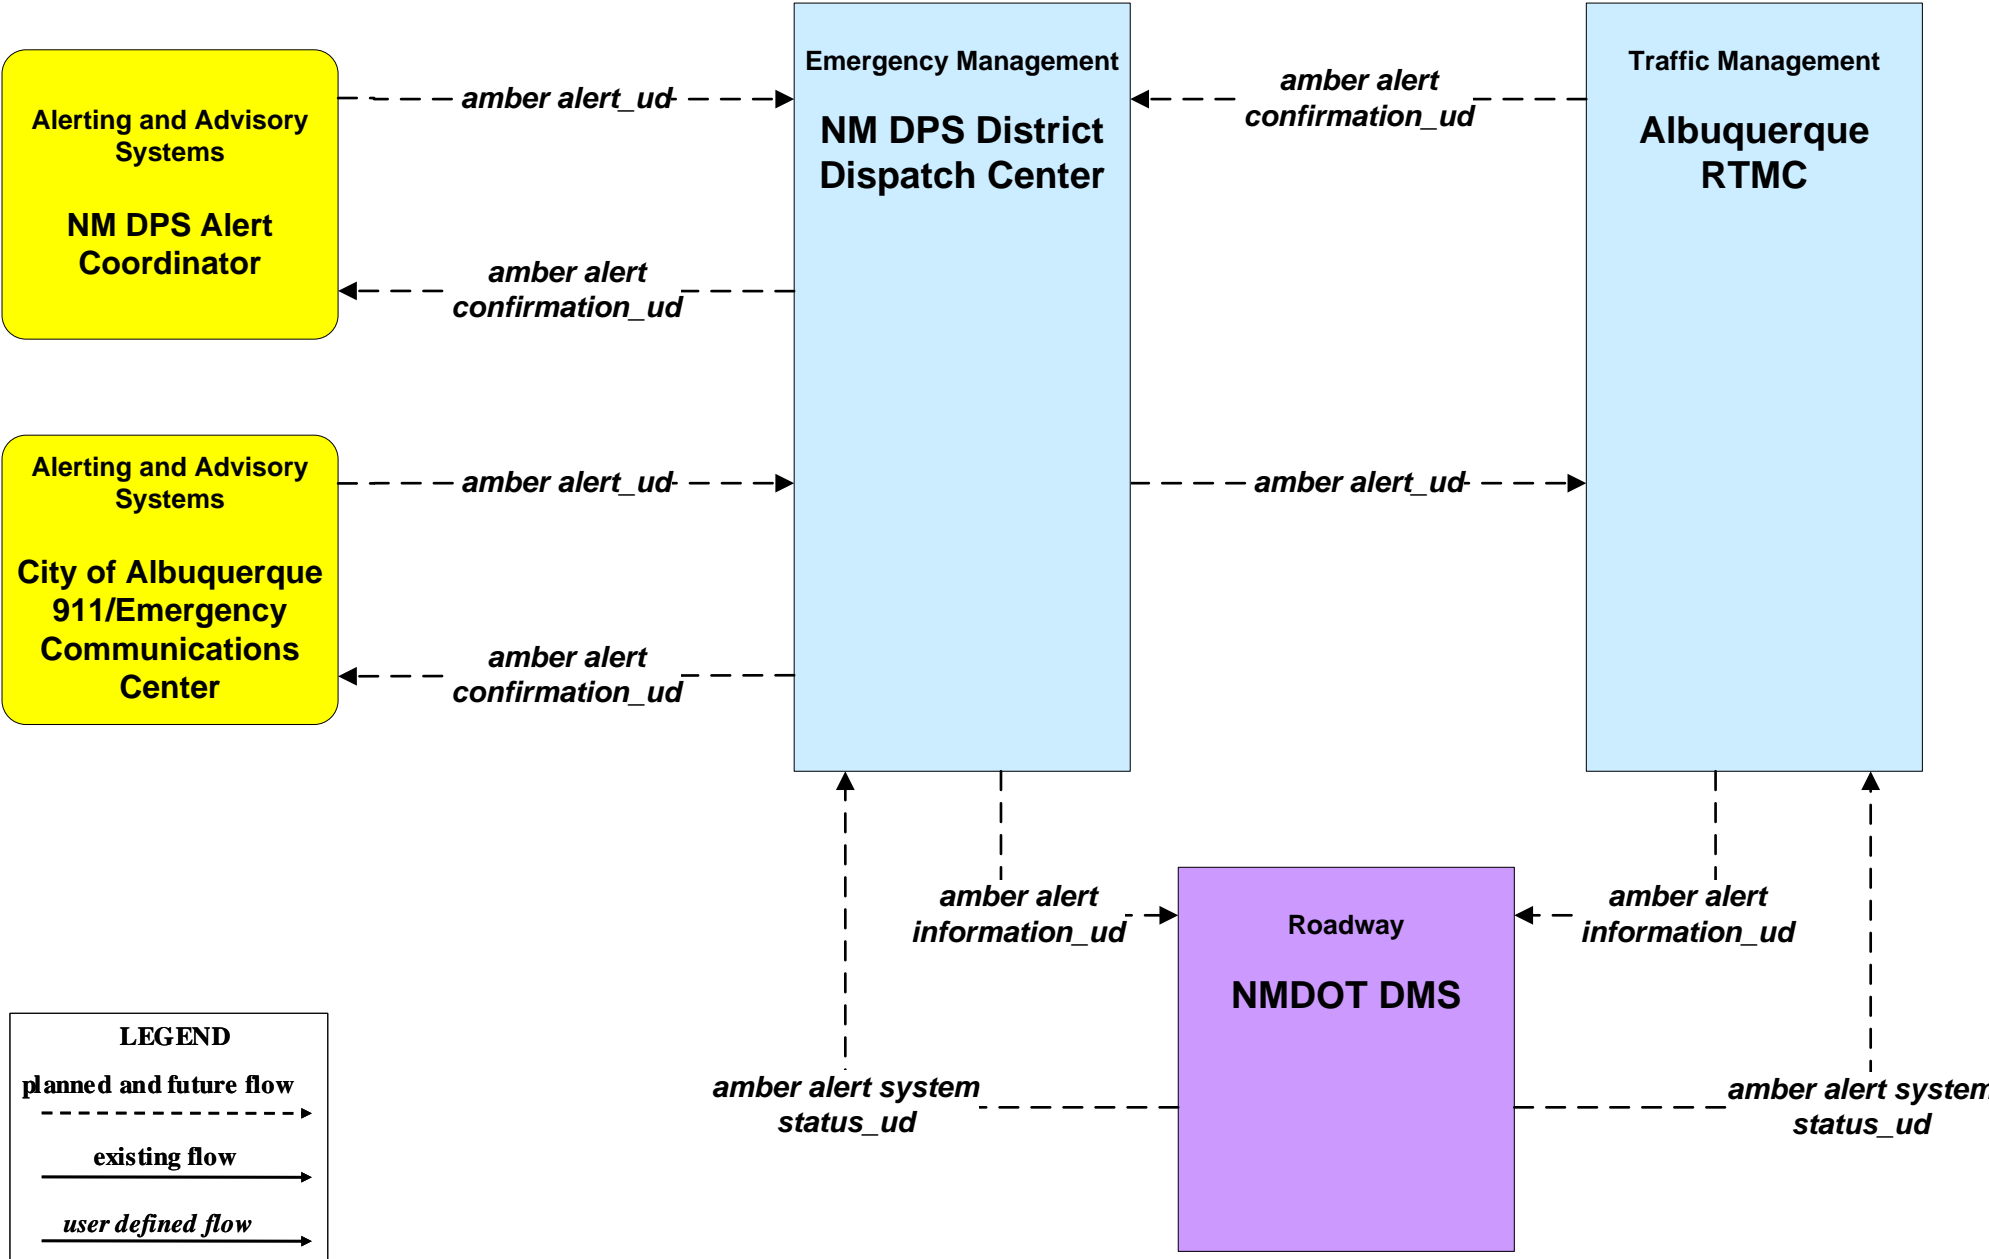 Alerting and Advisory
Systems
NM DPS Alert
Coordinator
amber alert_ud
amber alert
confirmation_ud
Emergency Management
NM DPS District
Dispatch Center
amber alert
confirmation_ud
Traffic Management
Albuquerque
RTMC
Alerting and Advisory
Systems
City of Albuquerque
911/Emergency
Communications
Center
amber alert_ud
amber alert
confirmation_ud
amber alert_ud
amber alert
information_ud
Roadway
NMDOT DMS
amber alert
information_ud
amber alert system
status_ud
amber alert system
status_ud
LEGEND
planned and future flow
existing flow
user defined flow